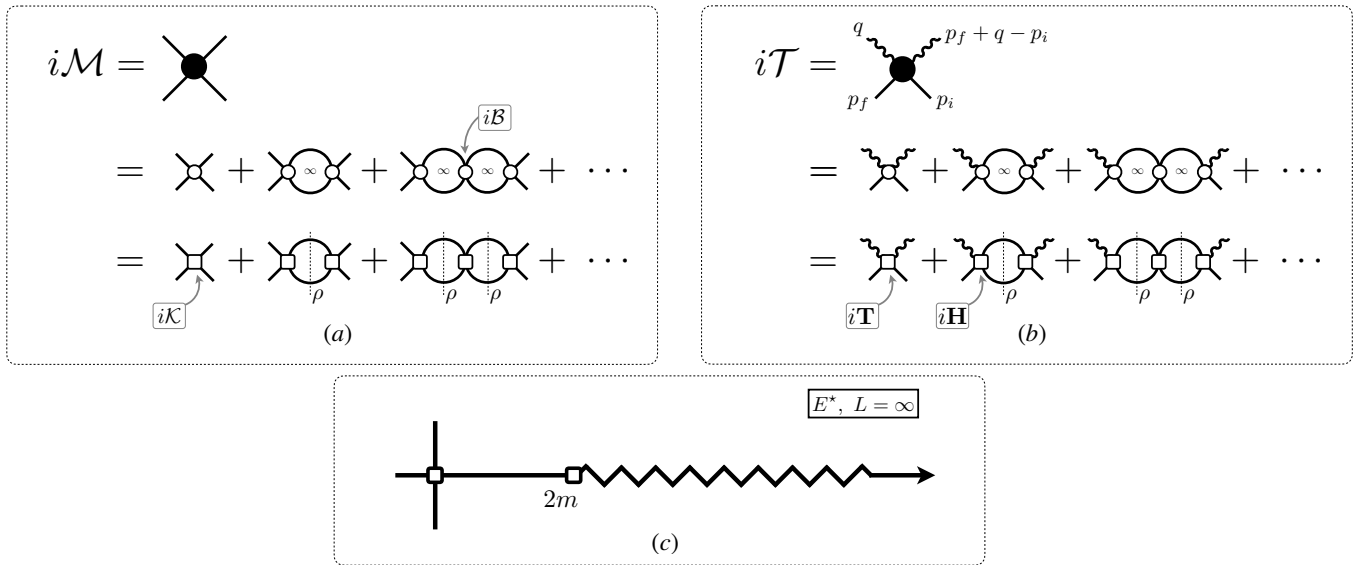 iℳ =
= + ∞ + ∞ ∞ + ⋯
iℬ
= + ρ + ρ ρ + ⋯
i𝒦
(a)
i𝒯 =
q p_f + q − p_i
p_f p_i
= + ∞ + ∞ ∞ + ⋯
= + ρ + ρ ρ + ⋯
i𝐓 i𝐇
(b)
E⋆, L = ∞
2m
(c)